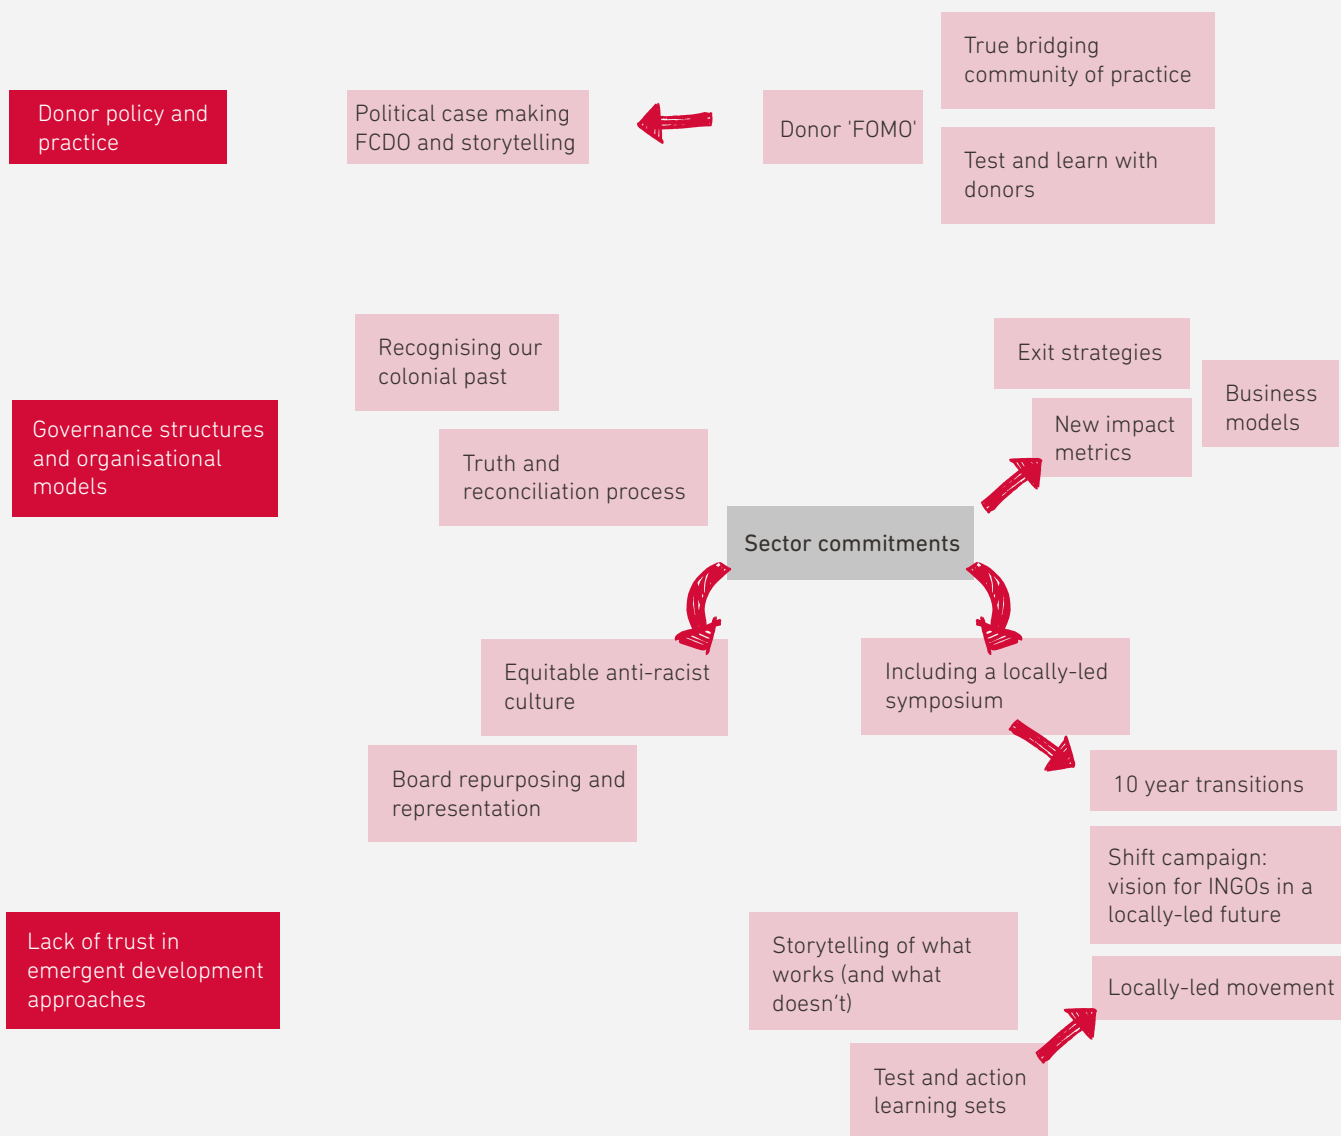 Donor policy and
practice
Political case making
FCDO and storytelling
Donor 'FOMO'
True bridging
community of practice
Test and learn with
donors
Governance structures
and organisational
models
Recognising our
colonial past
Truth and
reconciliation process
Sector commitments
Exit strategies
New impact
metrics
Business
models
Equitable anti-racist
culture
Board repurposing and
representation
Including a locally-led
symposium
10 year transitions
Shift campaign:
vision for INGOs in a
locally-led future
Locally-led movement
Lack of trust in
emergent development
approaches
Storytelling of what
works (and what
doesn't)
Test and action
learning sets